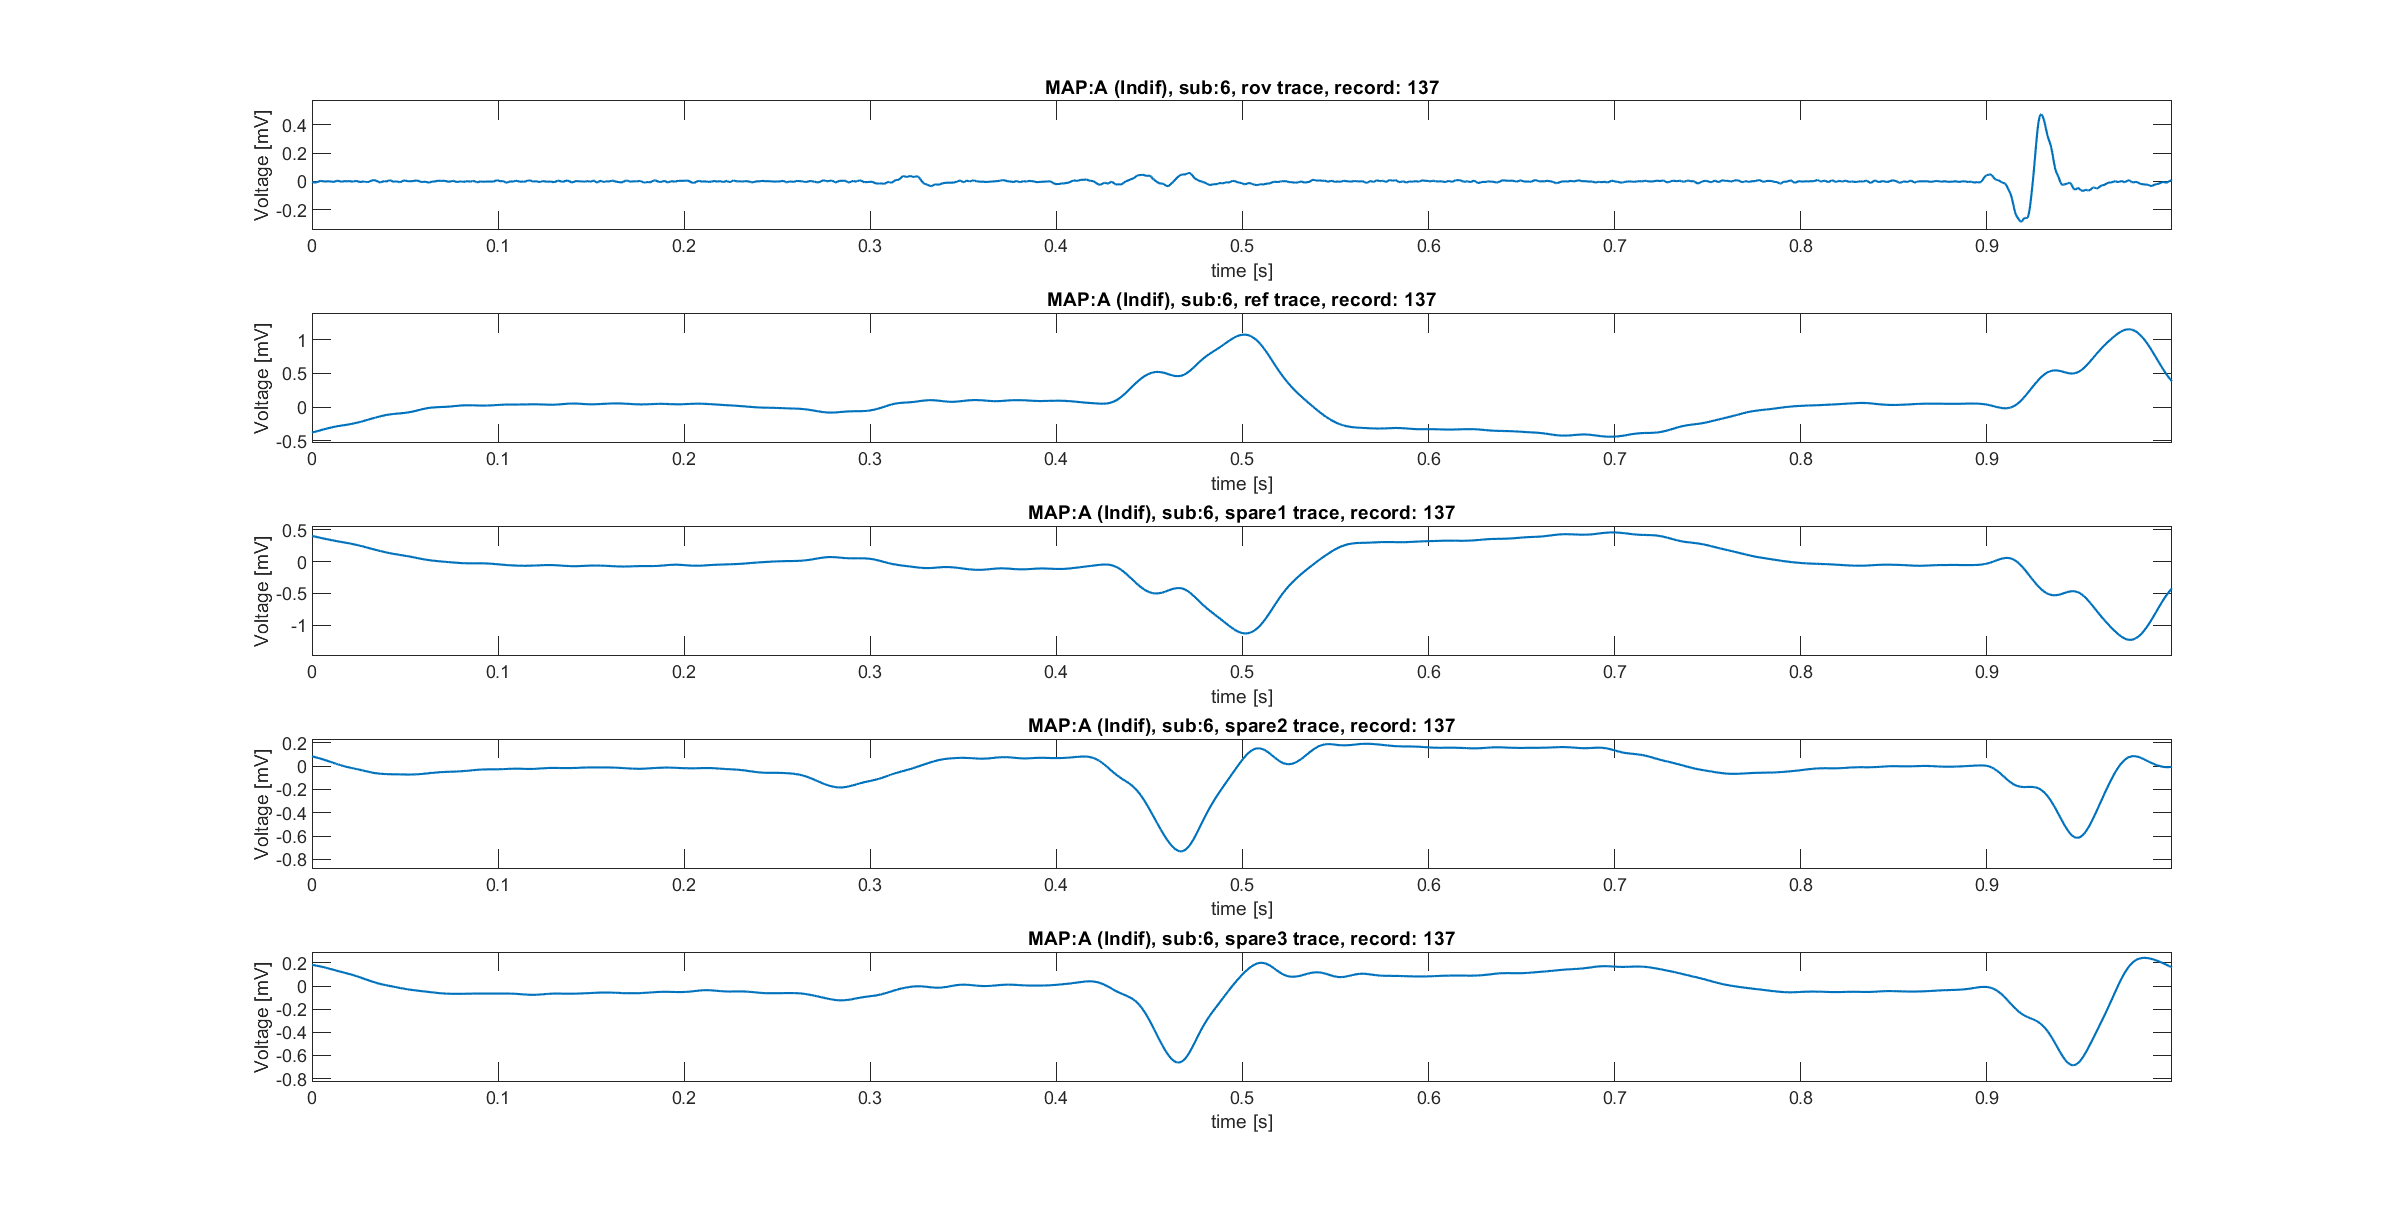 MAP:A (Indif), sub:6, rov trace, record: 137
Voltage [mV]
0.4
0.2
0
-0.2
0 0.1 0.2 0.3 0.4 0.5 0.6 0.7 0.8 0.9
time [s]
MAP:A (Indif), sub:6, ref trace, record: 137
Voltage [mV]
1
0.5
0
-0.5
0 0.1 0.2 0.3 0.4 0.5 0.6 0.7 0.8 0.9
time [s]
MAP:A (Indif), sub:6, spare1 trace, record: 137
Voltage [mV]
0.5
0
-0.5
-1
0 0.1 0.2 0.3 0.4 0.5 0.6 0.7 0.8 0.9
time [s]
MAP:A (Indif), sub:6, spare2 trace, record: 137
Voltage [mV]
0.2
0
-0.2
-0.4
-0.6
-0.8
0 0.1 0.2 0.3 0.4 0.5 0.6 0.7 0.8 0.9
time [s]
MAP:A (Indif), sub:6, spare3 trace, record: 137
Voltage [mV]
0.2
0
-0.2
-0.4
-0.6
-0.8
0 0.1 0.2 0.3 0.4 0.5 0.6 0.7 0.8 0.9
time [s]